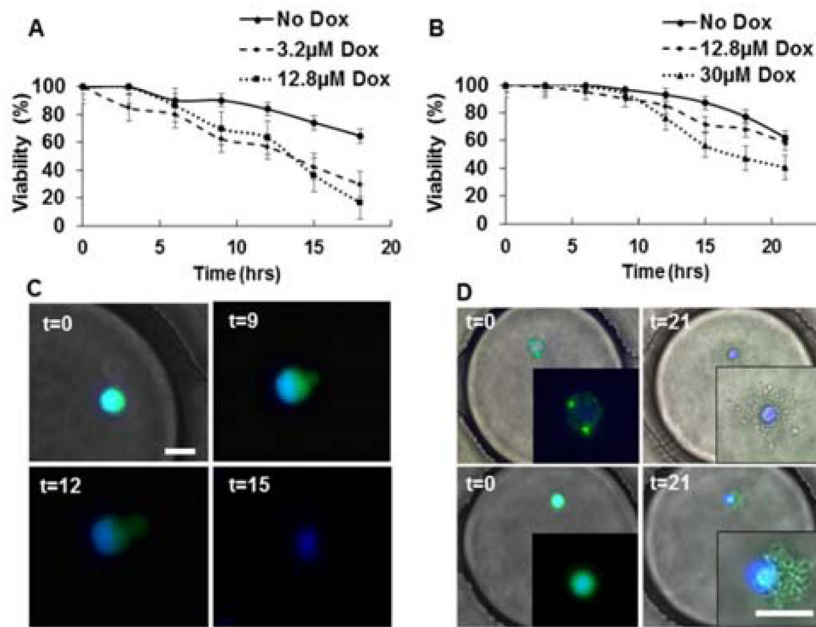 A
No Dox
3.2µM Dox
12.8µM Dox
100
80
60
40
20
0
Viability (%)
0
5
10
15
20
Time (hrs)
B
No Dox
12.8µM Dox
30µM Dox
100
80
60
40
20
0
Viability (%)
0
5
10
15
20
Time (hrs)
C
t=0
t=9
t=12
t=15
D
t=0
t=21
t=0
t=21